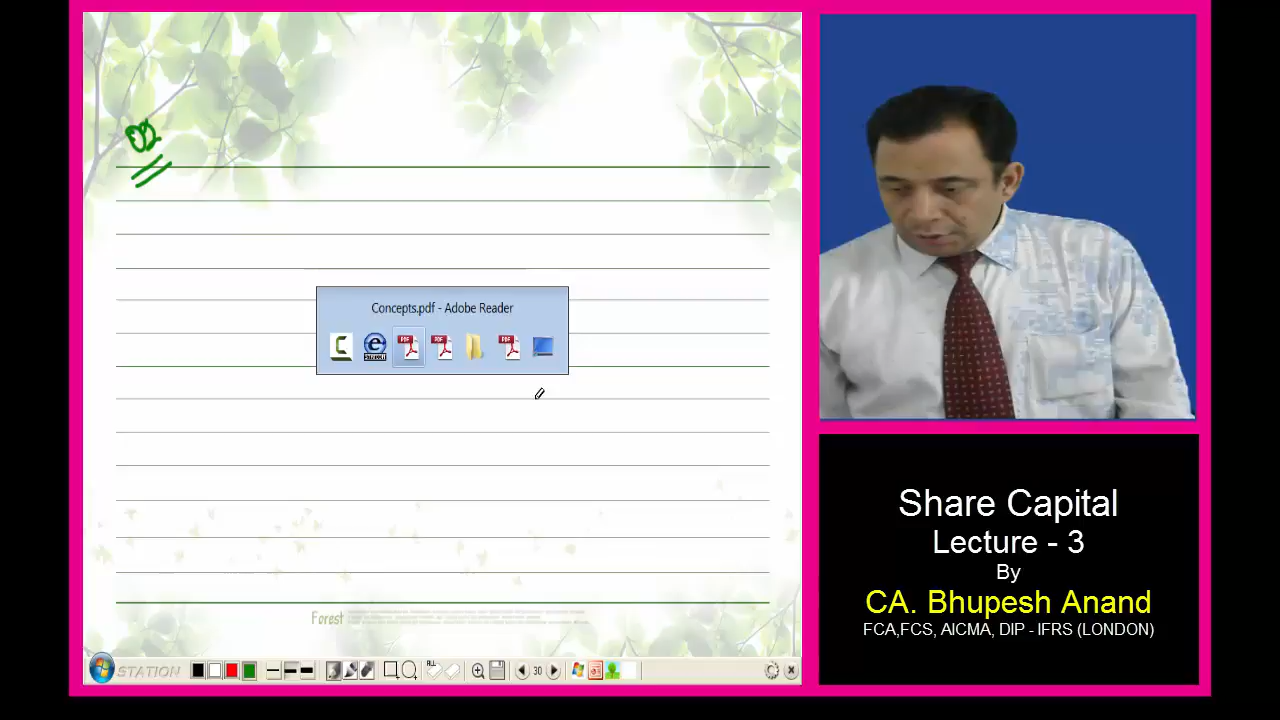 Concepts.pdf - Adobe Reader
Forest
STATION
30
Share Capital
Lecture - 3
By
CA. Bhupesh Anand
FCA,FCS, AICMA, DIP - IFRS (LONDON)